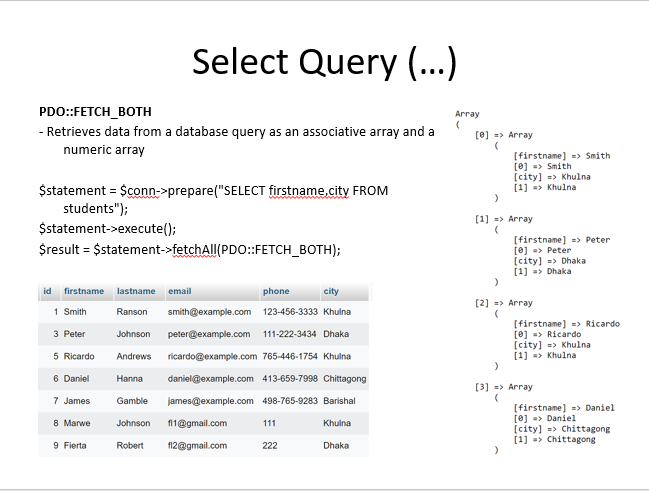 Select Query (…)
PDO::FETCH_BOTH
- Retrieves data from a database query as an associative array and a
numeric array
$statement = $conn->prepare("SELECT firstname,city FROM
students");
$statement->execute();
$result = $statement->fetchAll(PDO::FETCH_BOTH);
id firstname lastname email phone city
1 Smith Ranson smith@example.com 123-456-3333 Khulna
3 Peter Johnson peter@example.com 111-222-3434 Dhaka
5 Ricardo Andrews ricardo@example.com 765-446-1754 Khulna
6 Daniel Hanna daniel@example.com 413-659-7998 Chittagong
7 James Gamble james@example.com 498-765-9283 Barishal
8 Marwe Johnson fl1@gmail.com 111 Khulna
9 Fierta Robert fl2@gmail.com 222 Dhaka
Array
(
[0] => Array
(
[firstname] => Smith
[0] => Smith
[city] => Khulna
[1] => Khulna
)
[1] => Array
(
[firstname] => Peter
[0] => Peter
[city] => Dhaka
[1] => Dhaka
)
[2] => Array
(
[firstname] => Ricardo
[0] => Ricardo
[city] => Khulna
[1] => Khulna
)
[3] => Array
(
[firstname] => Daniel
[0] => Daniel
[city] => Chittagong
[1] => Chittagong
)